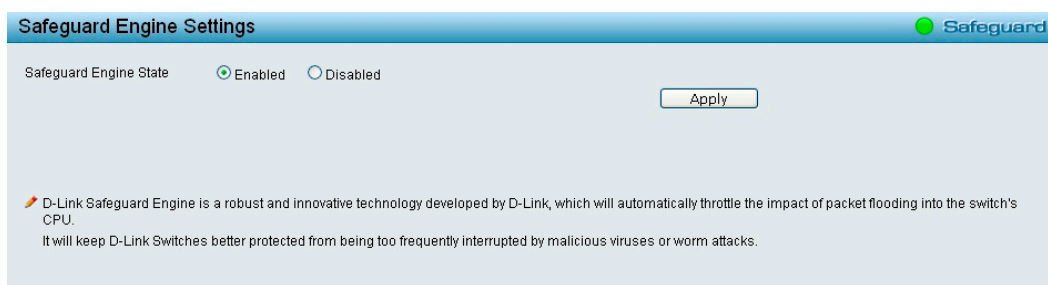 Safeguard Engine Settings
Safeguard
Safeguard Engine State Enabled Disabled
Apply
D-Link Safeguard Engine is a robust and innovative technology developed by D-Link, which will automatically throttle the impact of packet flooding into the switch's
CPU.
It will keep D-Link Switches better protected from being too frequently interrupted by malicious viruses or worm attacks.